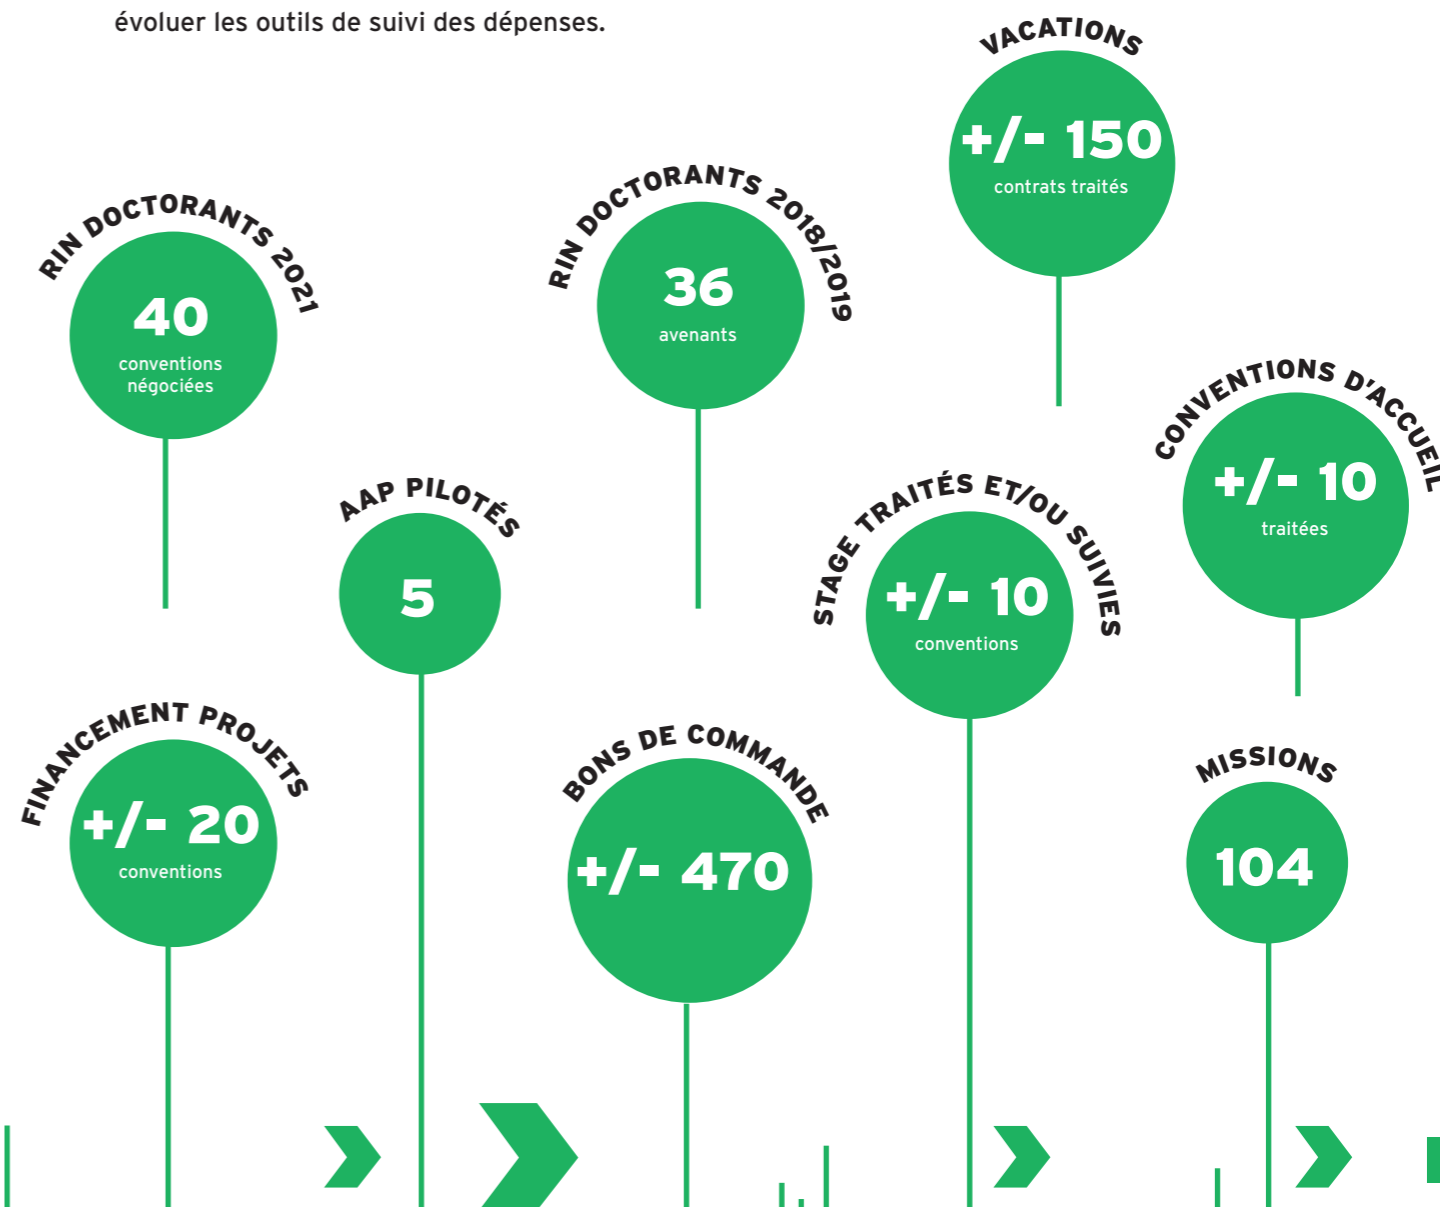 évoluer les outils de suivi des dépenses.
VACATIONS
+/- 150
contrats traités
RIN DOCTORANTS 2021
40
conventions
négociées
RIN DOCTORANTS 2018/2019
36
avenants
CONVENTIONS D'ACCUEIL
+/- 10
traitées
AAP PILOTÉS
5
STAGE TRAITÉS ET/OU SUIVIES
+/- 10
conventions
FINANCEMENT PROJETS
+/- 20
conventions
BONS DE COMMANDE
+/- 470
MISSIONS
104